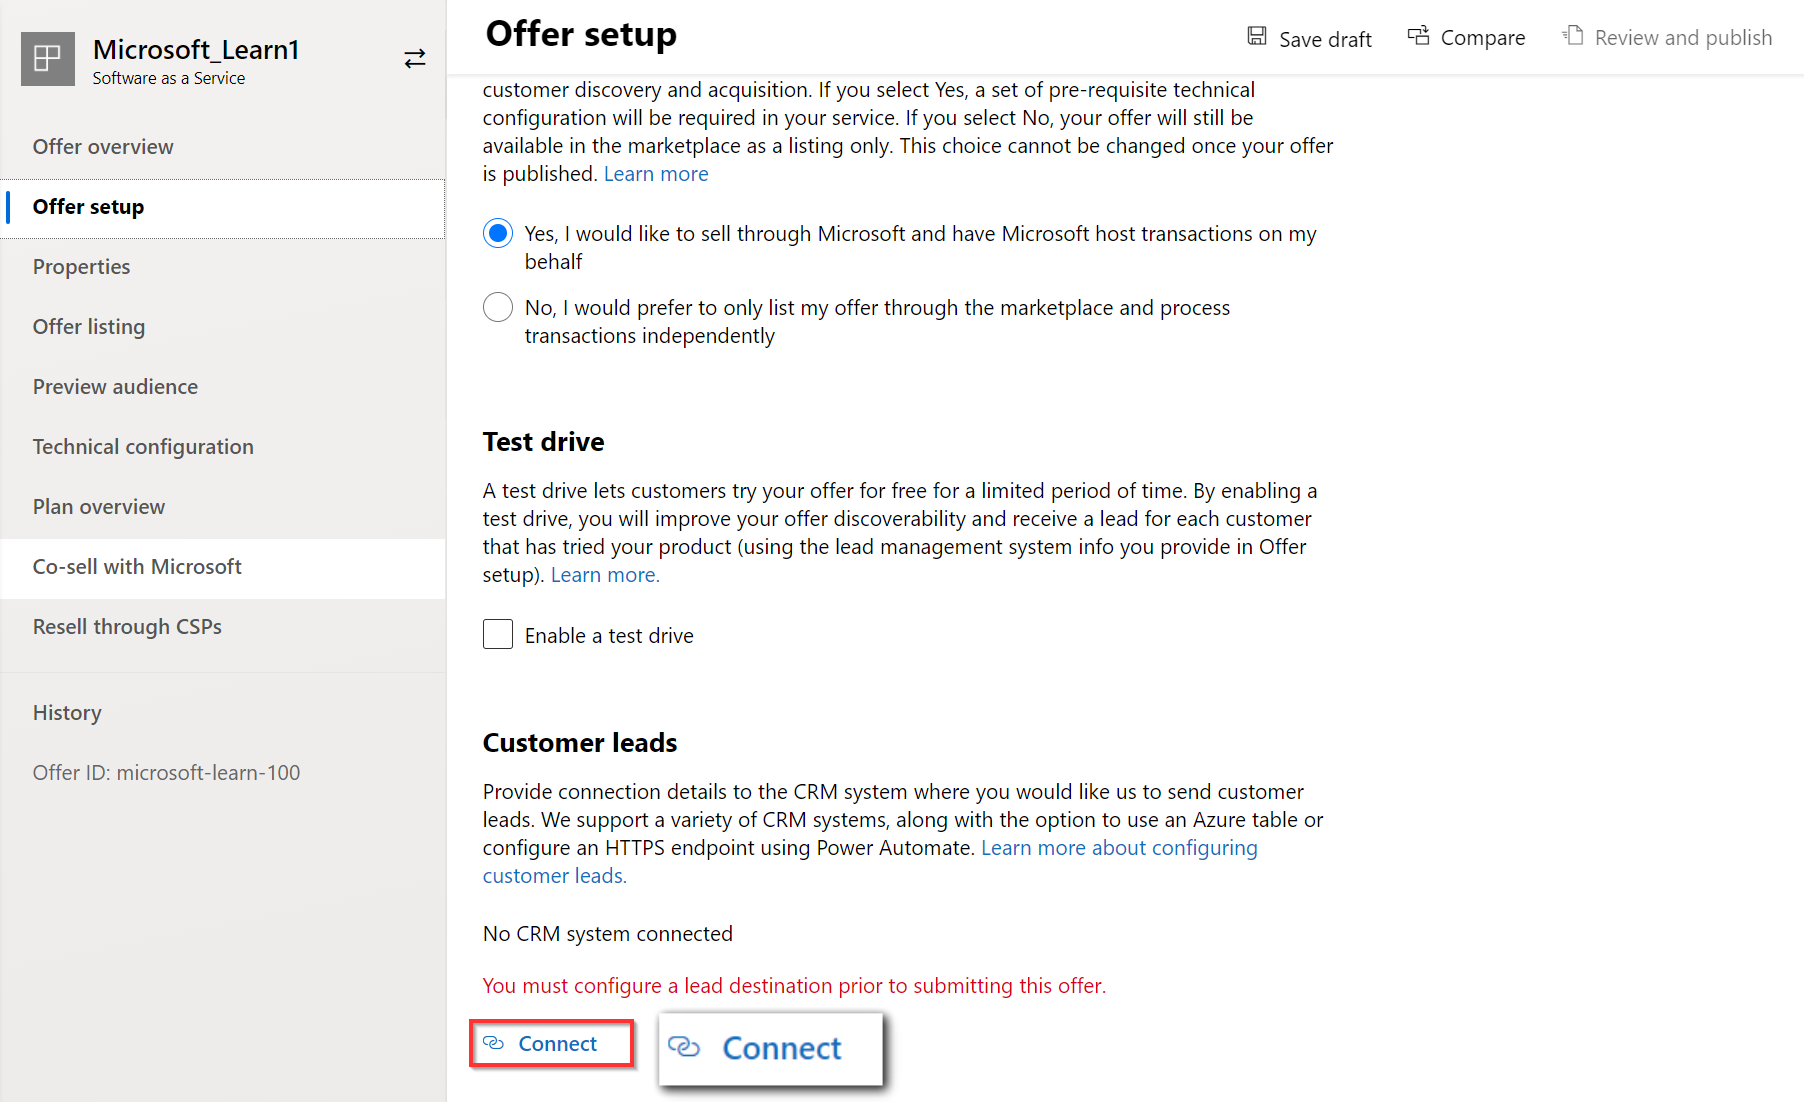 Microsoft_Learn1
Software as a Service
Offer overview
Offer setup
Properties
Offer listing
Preview audience
Technical configuration
Plan overview
Co-sell with Microsoft
Resell through CSPs
History
Offer ID: microsoft-learn-100
Offer setup
Save draft
Compare
Review and publish
customer discovery and acquisition. If you select Yes, a set of pre-requisite technical
configuration will be required in your service. If you select No, your offer will still be
available in the marketplace as a listing only. This choice cannot be changed once your offer
is published. Learn more
Yes, I would like to sell through Microsoft and have Microsoft host transactions on my
behalf
No, I would prefer to only list my offer through the marketplace and process
transactions independently
Test drive
A test drive lets customers try your offer for free for a limited period of time. By enabling a
test drive, you will improve your offer discoverability and receive a lead for each customer
that has tried your product (using the lead management system info you provide in Offer
setup). Learn more.
Enable a test drive
Customer leads
Provide connection details to the CRM system where you would like us to send customer
leads. We support a variety of CRM systems, along with the option to use an Azure table or
configure an HTTPS endpoint using Power Automate. Learn more about configuring
customer leads.
No CRM system connected
You must configure a lead destination prior to submitting this offer.
Connect
Connect